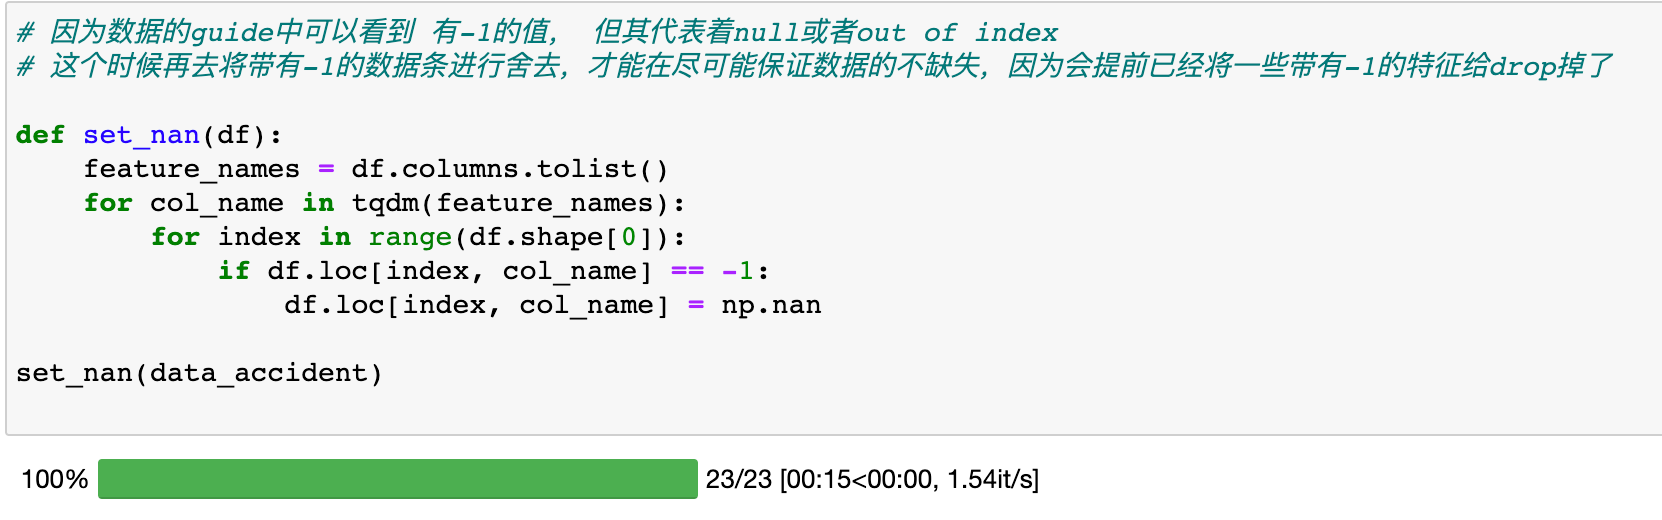 # 因为数据的guide中可以看到 有-1的值， 但其代表着null或者out of index
# 这个时候再去将带有-1的数据条进行舍去，才能在尽可能保证数据的不缺失，因为会提前已经将一些带有-1的特征给drop掉了
def set_nan(df):
    feature_names = df.columns.tolist()
    for col_name in tqdm(feature_names):
        for index in range(df.shape[0]):
            if df.loc[index, col_name] == -1:
                df.loc[index, col_name] = np.nan
set_nan(data_accident)
100% 23/23 [00:15<00:00, 1.54it/s]